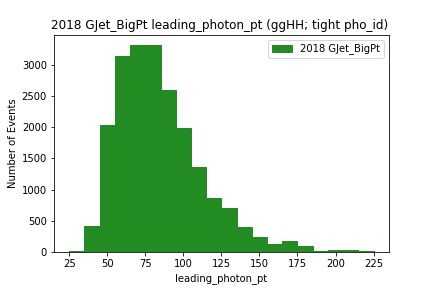 2018 GJet_BigPt leading_photon_pt (ggHH; tight pho_id)
2018 GJet_BigPt
Number of Events
3000
2500
2000
1500
1000
500
0
25 50 75 100 125 150 175 200 225
leading_photon_pt